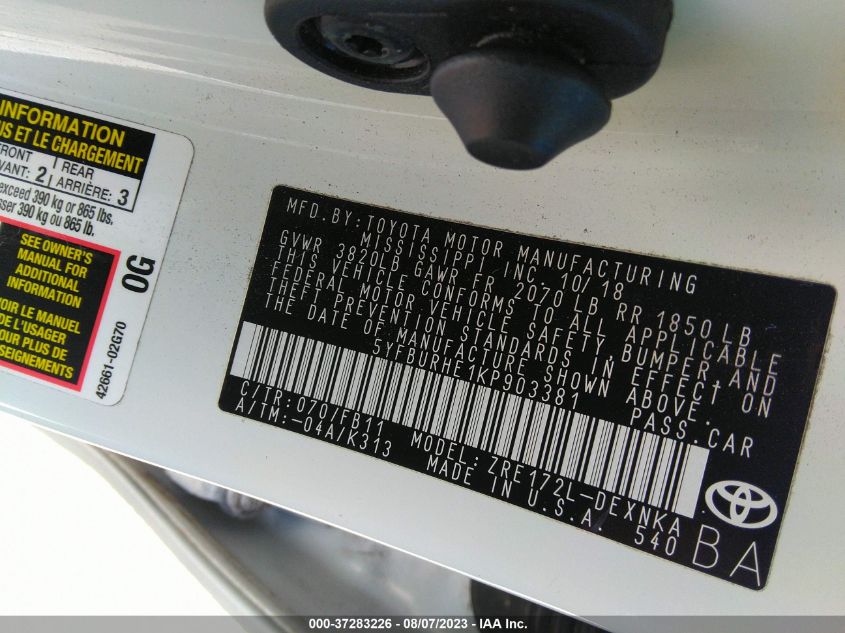 INFORMATION
US ET LE CHARGEMENT
FRONT
VANT: 2
REAR
ARRIÈRE: 3
exceed 390 kg or 865 lbs.
sser 390 kg ou 865 lb.
SEE OWNER'S
MANUAL FOR
ADDITIONAL
INFORMATION
OIR LE MANUEL
DE L'USAGER
POUR PLUS DE
SEIGNEMENTS
OG
42661-02G70
MFD.BY:TOYOTA MOTOR MANUFACTURING
MISSISSIPPI INC. 10/18
GVWR 3820LB GAWR FR 2070 LB RR 1850 LB
THIS VEHICLE CONFORMS TO ALL APPLICABLE
FEDERAL MOTOR VEHICLE SAFETY,BUMPER,AND
THEFT PREVENTION STANDARDS IN EFFECT ON
THE DATE OF MANUFACTURE SHOWN ABOVE.
5YFBURHE1KP903381 PASS.CAR
C/TR:070/FB11
A/TM:-04A/K313
MODEL:ZRE172L-DEXNKA
MADE IN U.S.A. 540
BA
000-37283226 - 08/07/2023 - IAA Inc.